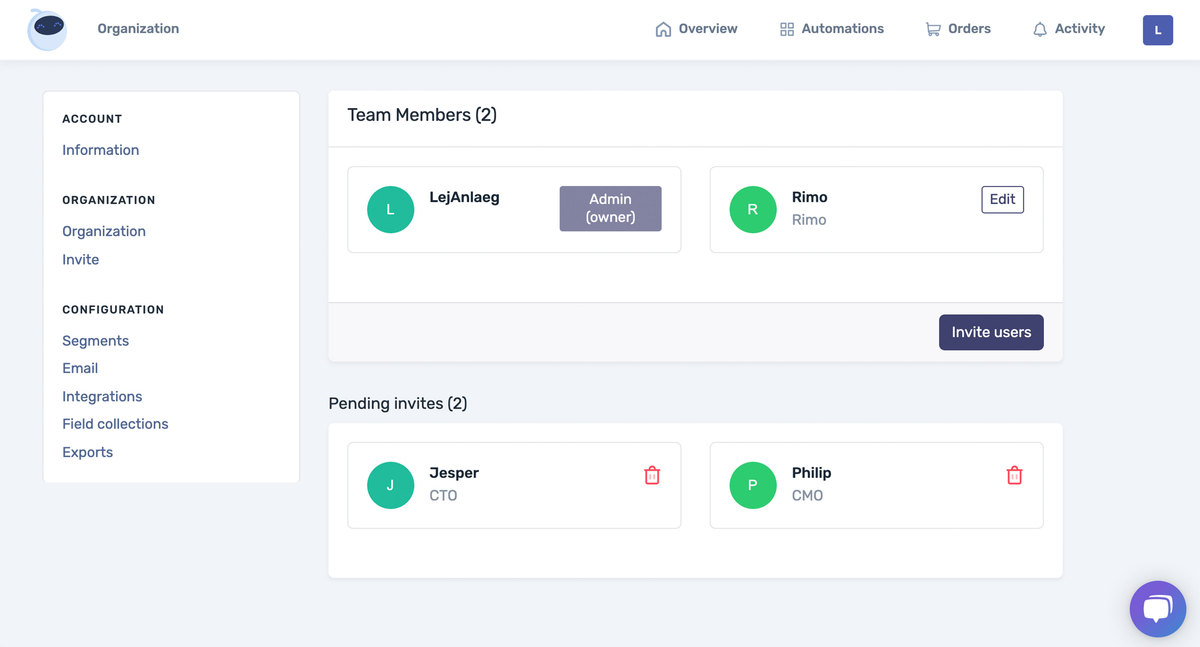 Organization
Overview
Automations
Orders
Activity
L
ACCOUNT
Information
ORGANIZATION
Organization
Invite
CONFIGURATION
Segments
Email
Integrations
Field collections
Exports
Team Members (2)
L
LejAnlaeg
Admin
(owner)
R
Rimo
Rimo
Edit
Invite users
Pending invites (2)
J
Jesper
CTO
P
Philip
CMO